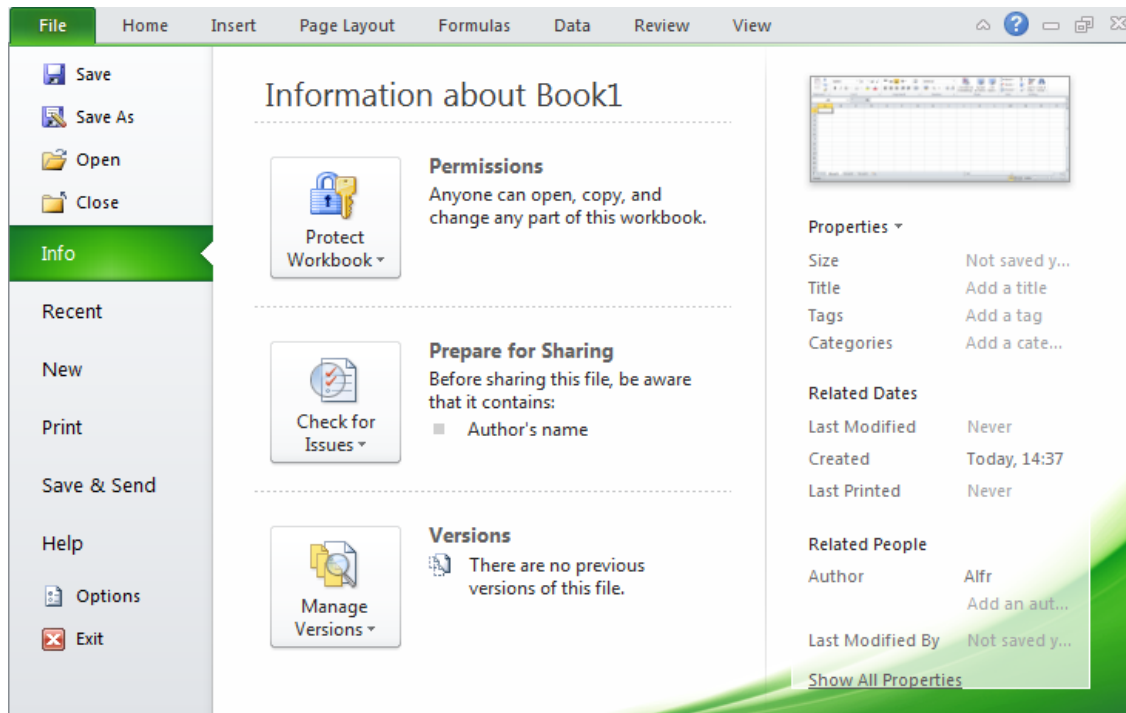 File Home Insert Page Layout Formulas Data Review View
Save
Save As
Open
Close
Info
Recent
New
Print
Save & Send
Help
Options
Exit
Information about Book1
Protect
Workbook
Permissions
Anyone can open, copy, and
change any part of this workbook.
Check for
Issues
Prepare for Sharing
Before sharing this file, be aware
that it contains:
Author's name
Manage
Versions
Versions
There are no previous
versions of this file.
Properties
Size Not saved y...
Title Add a title
Tags Add a tag
Categories Add a cate...
Related Dates
Last Modified Never
Created Today, 14:37
Last Printed Never
Related People
Author Alfr
Add an aut...
Last Modified By Not saved y...
Show All Properties